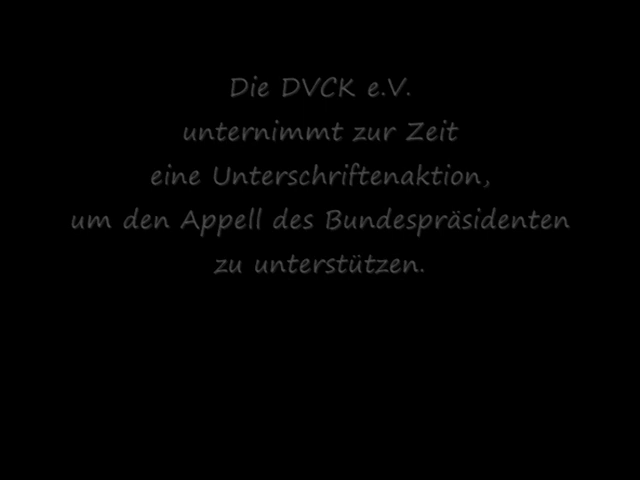 Die DVCK e.V.
unternimmt zur Zeit
eine Unterschriftenaktion,
um den Appell des Bundespräsidenten
zu unterstützen.